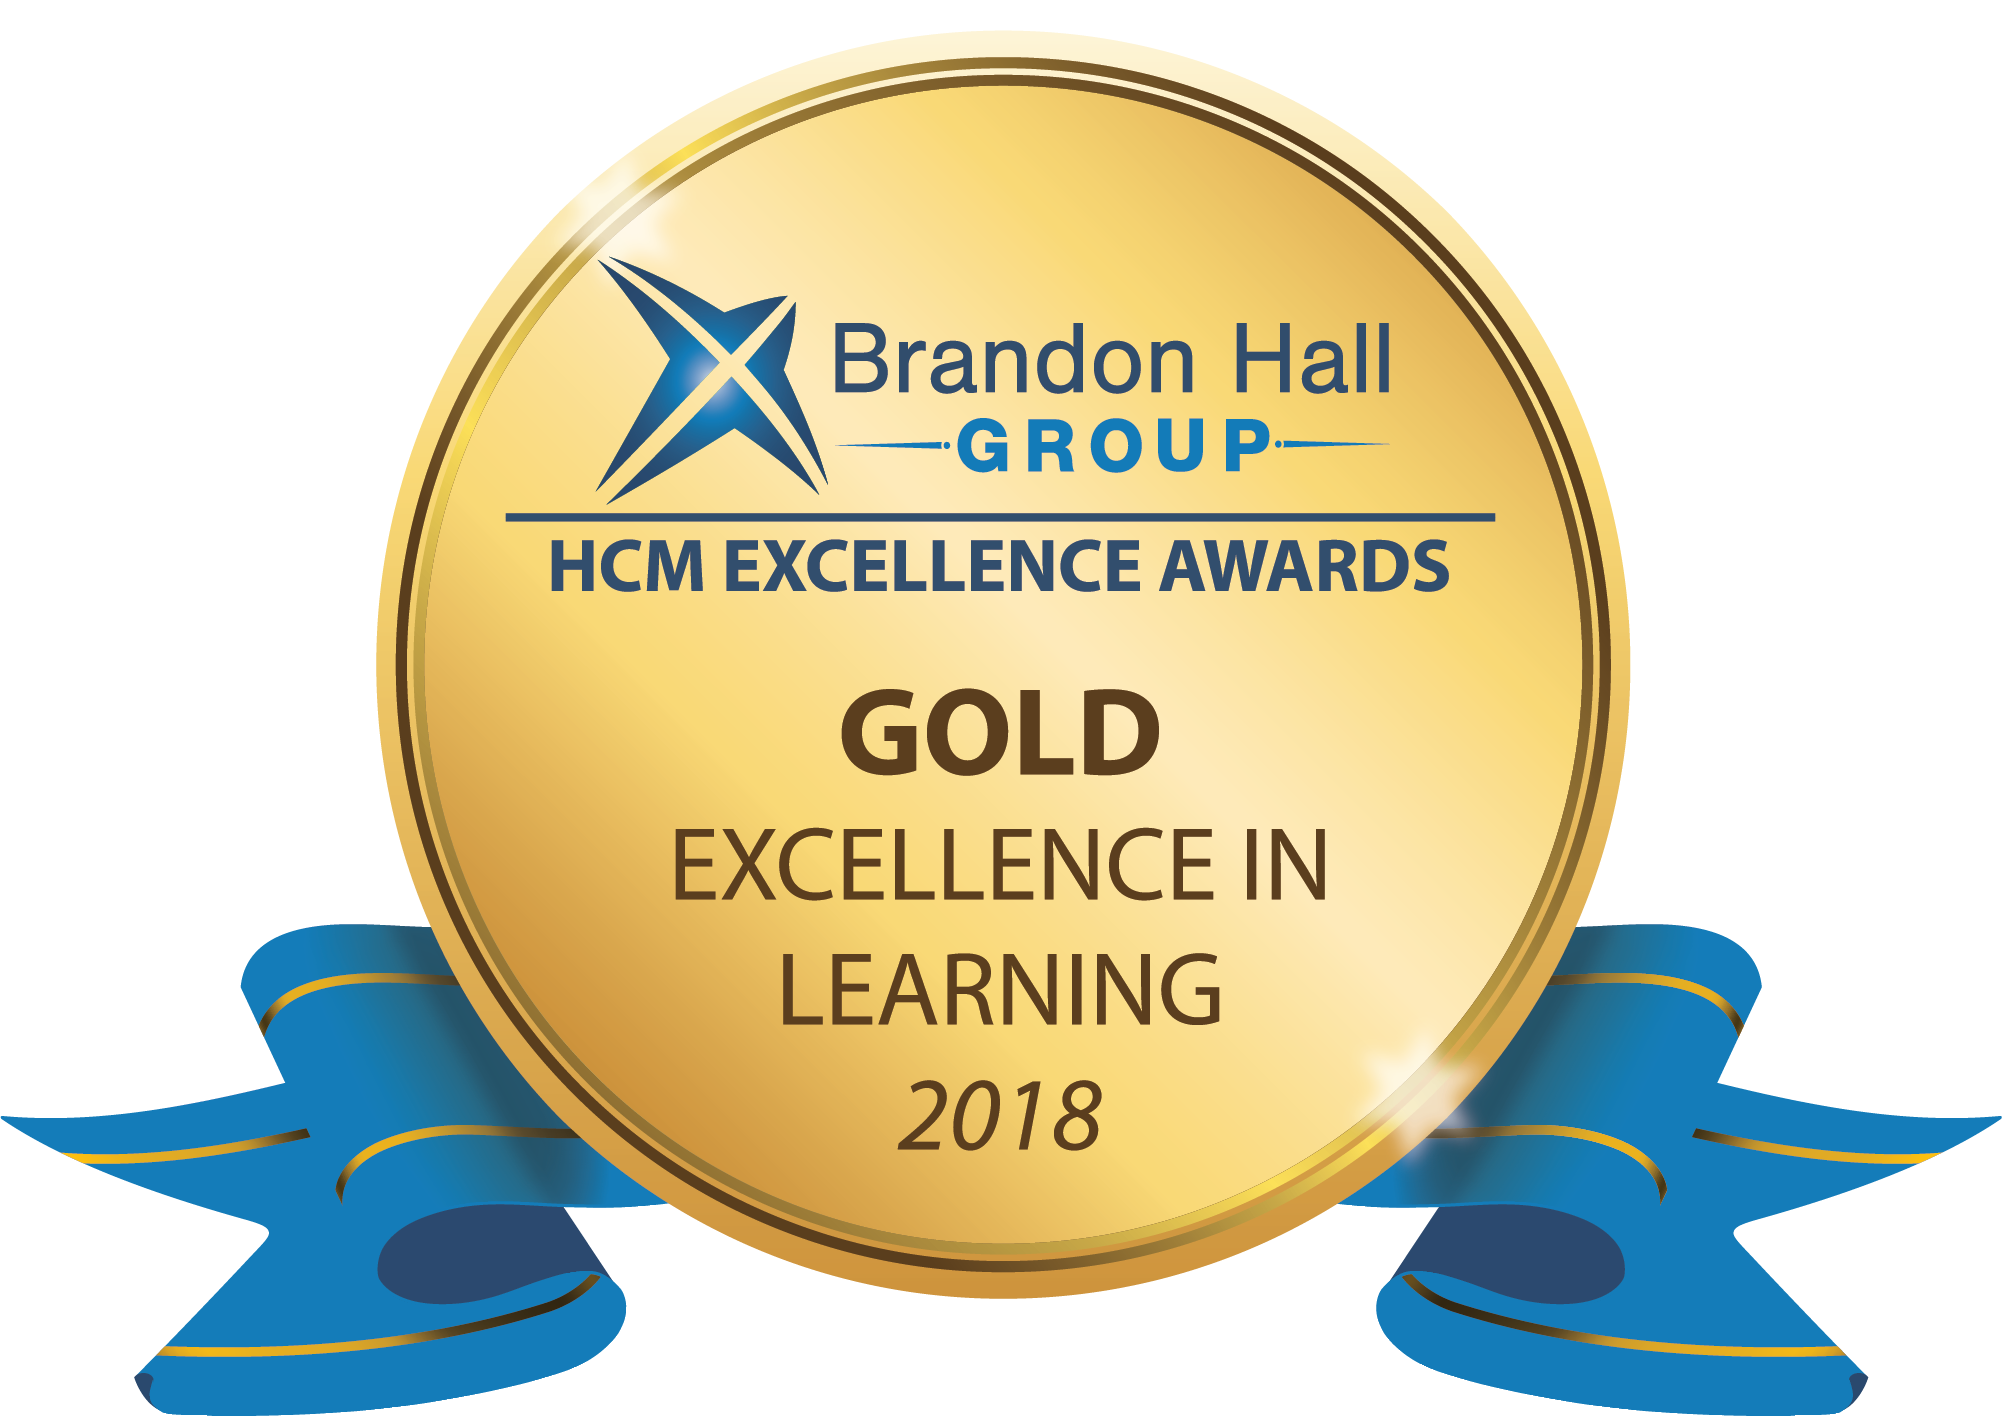 Brandon Hall
GROUP
HCM EXCELLENCE AWARDS
GOLD
EXCELLENCE IN
LEARNING
2018